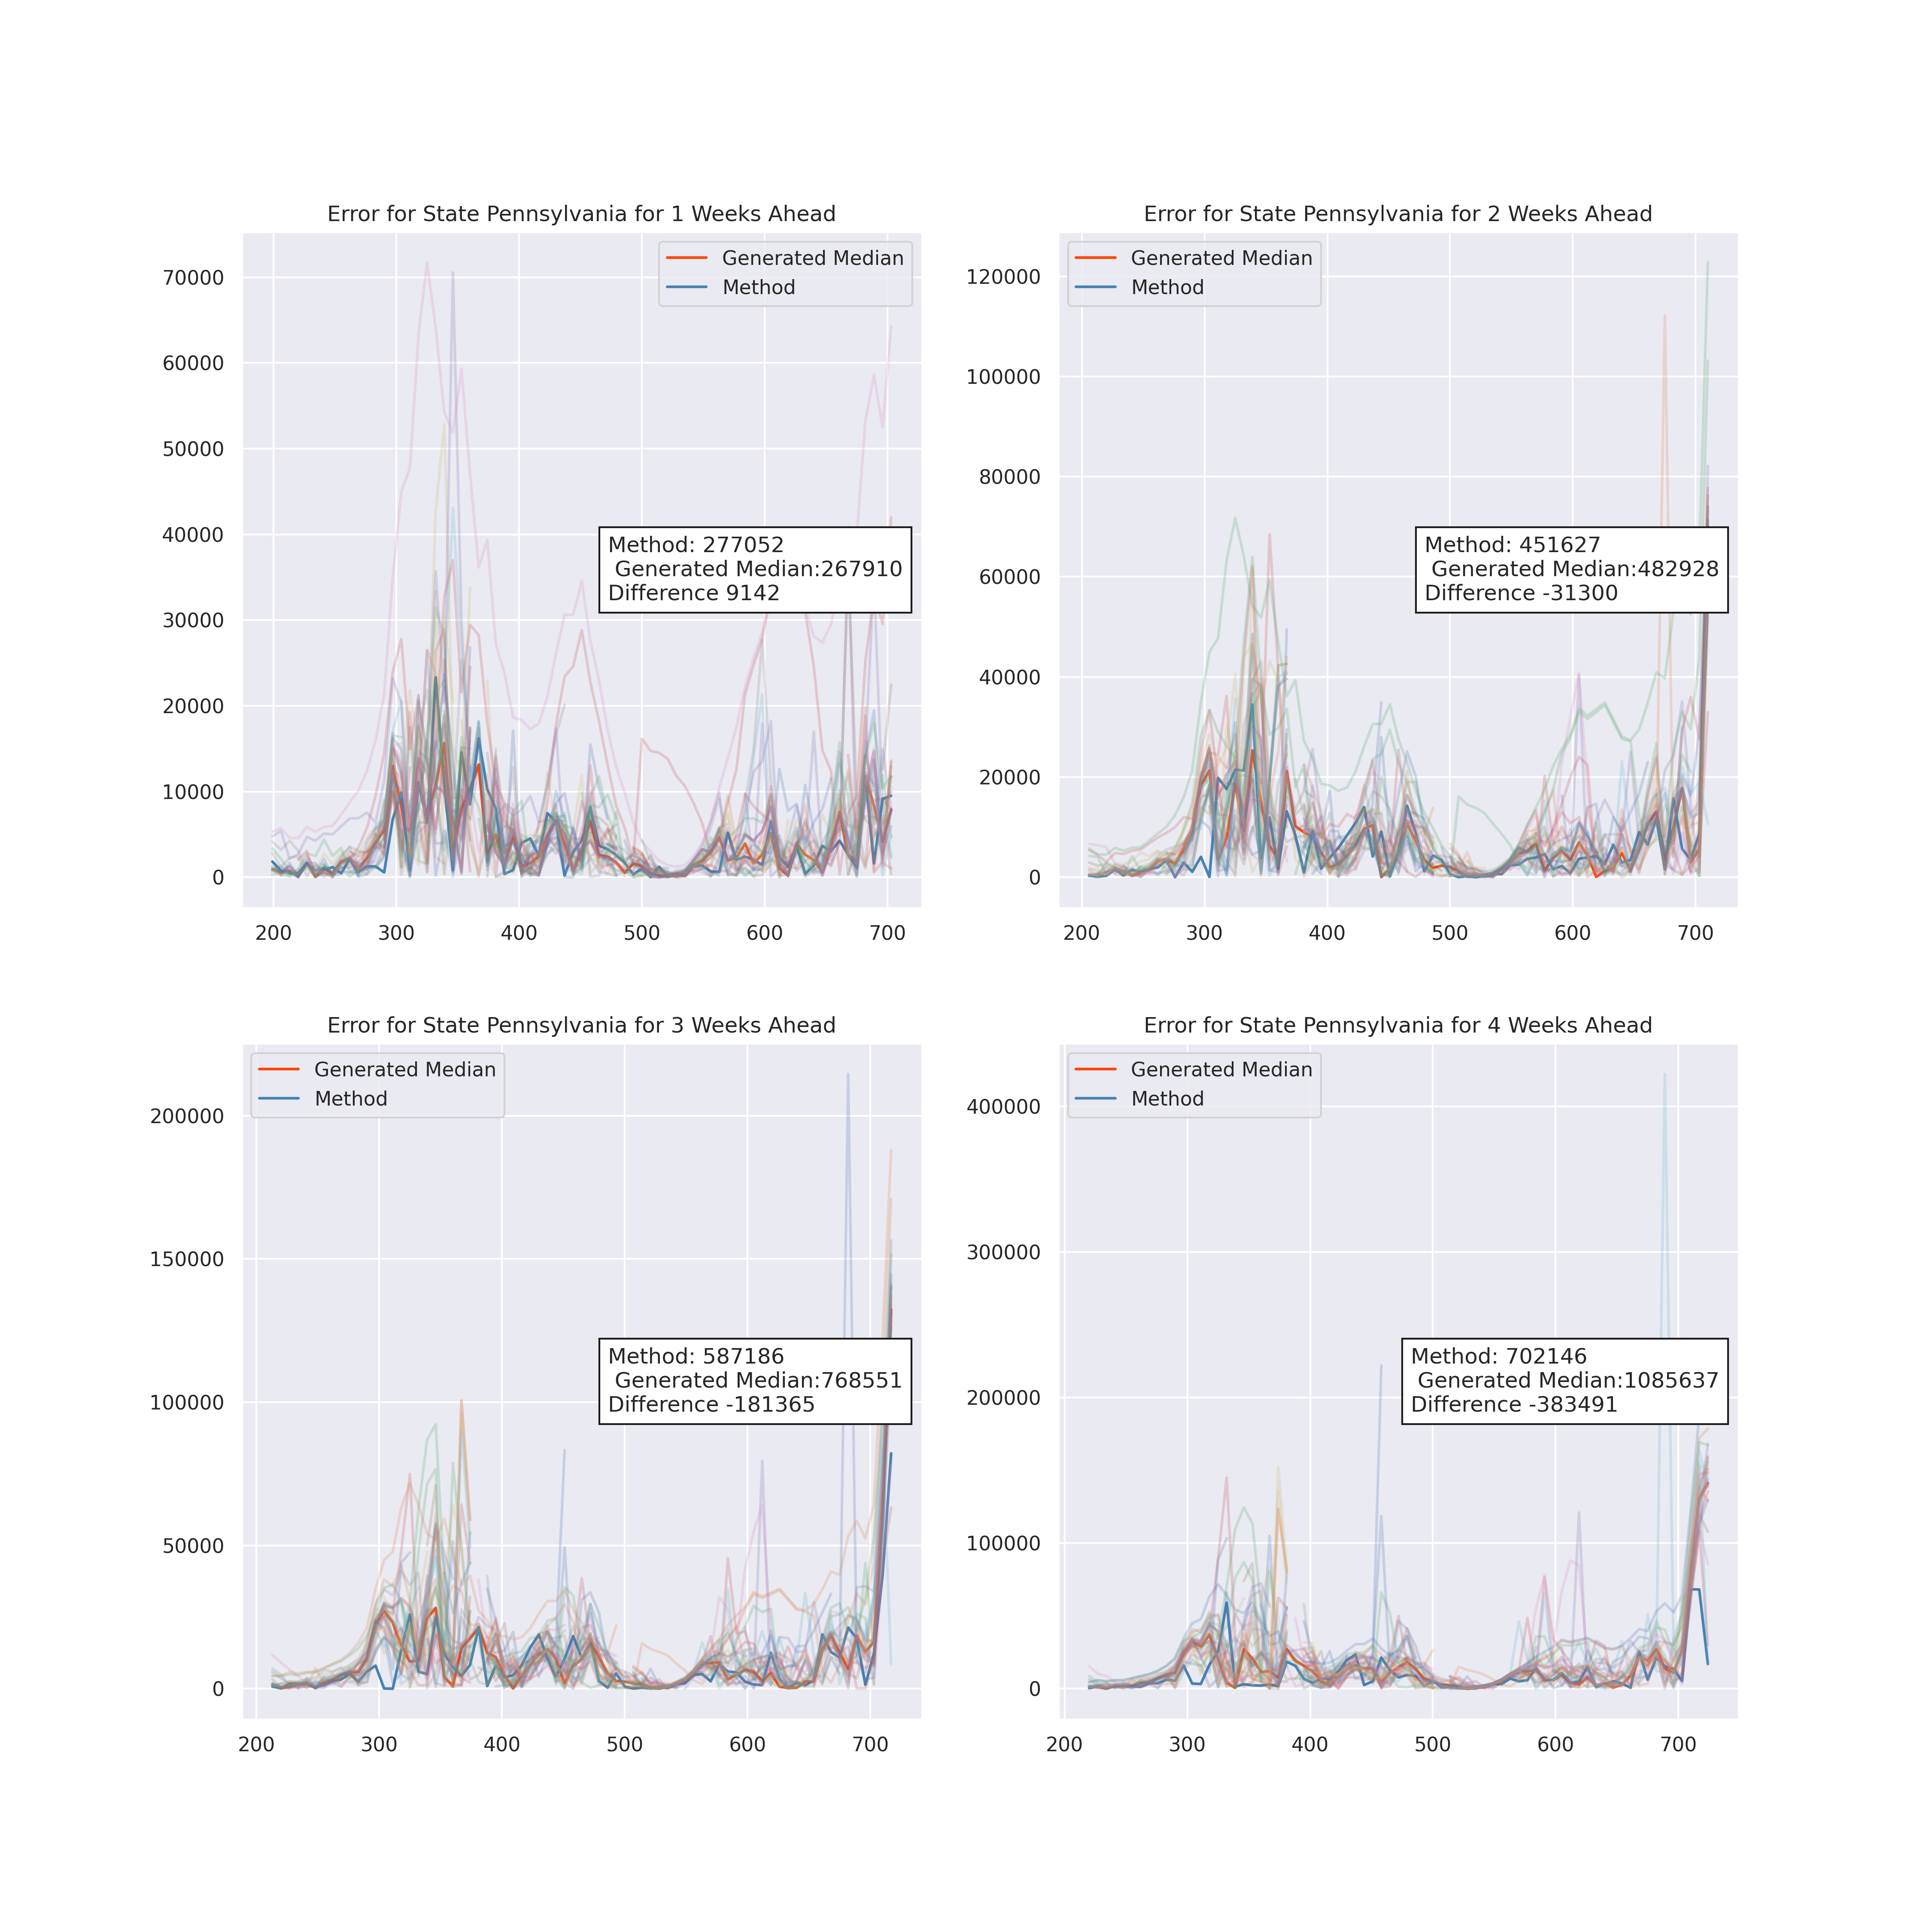 Error for State Pennsylvania for 1 Weeks Ahead
Generated Median
Method
70000
60000
50000
40000
30000
20000
10000
0
Method: 277052
Generated Median:267910
Difference 9142
200 300 400 500 600 700
Error for State Pennsylvania for 2 Weeks Ahead
Generated Median
Method
120000
100000
80000
60000
40000
20000
0
Method: 451627
Generated Median:482928
Difference -31300
200 300 400 500 600 700
Error for State Pennsylvania for 3 Weeks Ahead
Generated Median
Method
200000
150000
100000
50000
0
Method: 587186
Generated Median:768551
Difference -181365
200 300 400 500 600 700
Error for State Pennsylvania for 4 Weeks Ahead
Generated Median
Method
400000
300000
200000
100000
0
Method: 702146
Generated Median:1085637
Difference -383491
200 300 400 500 600 700